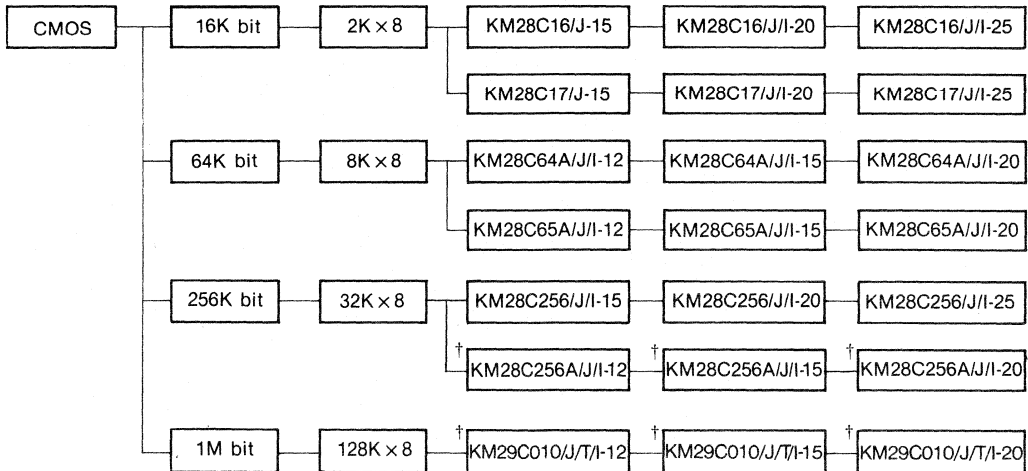 CMOS 16K bit 2K × 8 KM28C16/J-15 KM28C16/J/I-20 KM28C16/J/I-25
KM28C17/J-15 KM28C17/J/I-20 KM28C17/J/I-25
64K bit 8K × 8 KM28C64A/J/I-12 KM28C64A/J/I-15 KM28C64A/J/I-20
KM28C65A/J/I-12 KM28C65A/J/I-15 KM28C65A/J/I-20
256K bit 32K × 8 KM28C256/J/I-15 KM28C256/J/I-20 KM28C256/J/I-25
† KM28C256A/J/I-12 † KM28C256A/J/I-15 † KM28C256A/J/I-20
1M bit 128K × 8 † KM29C010/J/T/I-12 † KM29C010/J/T/I-15 † KM29C010/J/T/I-20